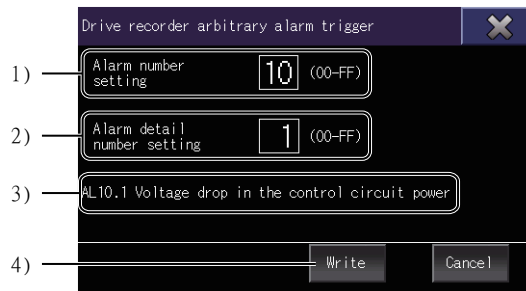 Drive recorder arbitrary alarm trigger
1)
Alarm number
setting
10 (00-FF)
2)
Alarm detail
number setting
1 (00-FF)
3)
AL10.1 Voltage drop in the control circuit power
4)
Write
Cancel